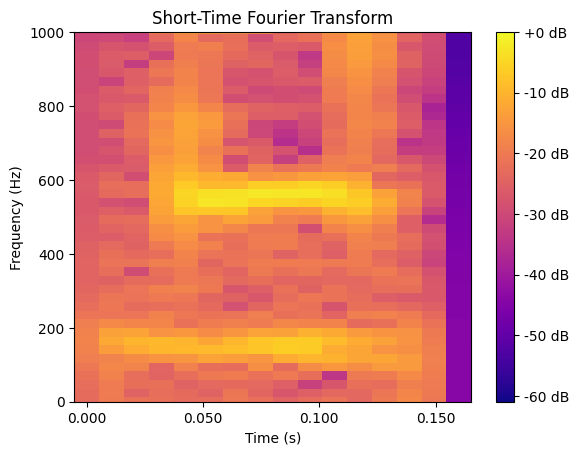 Short-Time Fourier Transform
Frequency (Hz)
1000
800
600
400
200
0
0.000
0.050
0.100
0.150
Time (s)
+0 dB
-10 dB
-20 dB
-30 dB
-40 dB
-50 dB
-60 dB